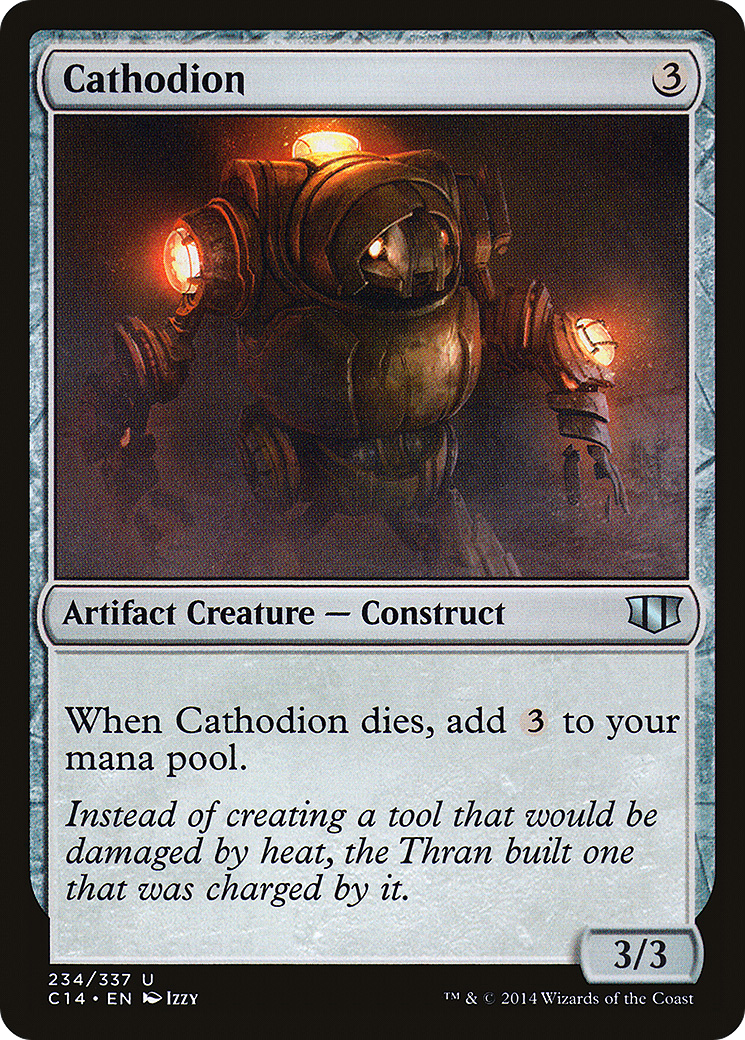 Cathodion 3
Artifact Creature — Construct
When Cathodion dies, add 3 to your
mana pool.
Instead of creating a tool that would be
damaged by heat, the Thran built one
that was charged by it.
3/3
234/337 U
C14 • EN Izzy
™ & © 2014 Wizards of the Coast